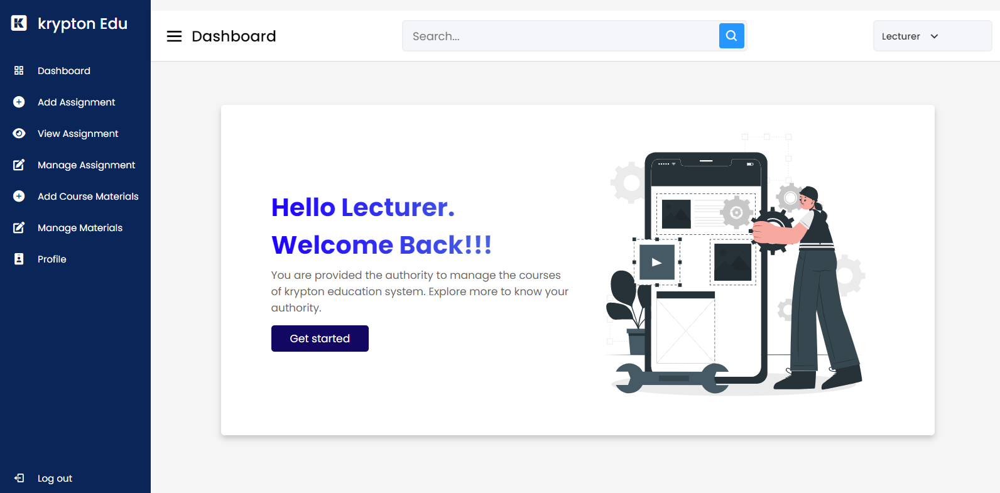 krypton Edu
Dashboard
Add Assignment
View Assignment
Manage Assignment
Add Course Materials
Manage Materials
Profile
Log out
Dashboard
Search...
Lecturer
Hello Lecturer.
Welcome Back!!!
You are provided the authority to manage the courses
of krypton education system. Explore more to know your
authority.
Get started